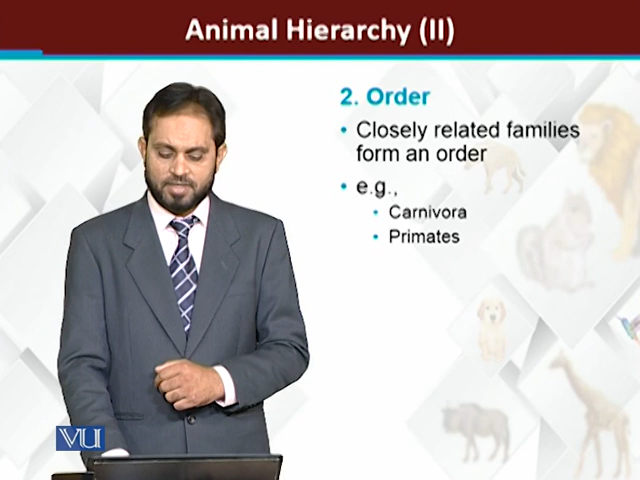 Animal Hierarchy (II)
2. Order
• Closely related families
form an order
• e.g.,
• Carnivora
• Primates
VU